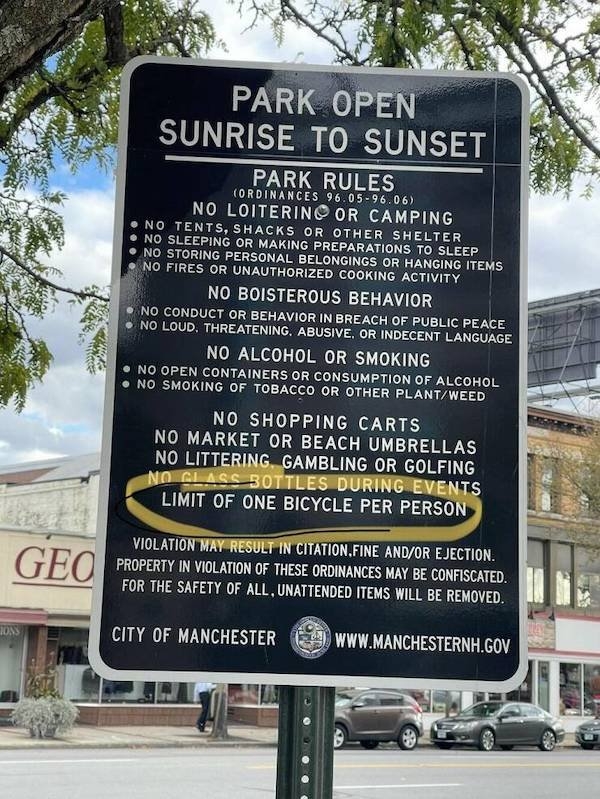 PARK OPEN
SUNRISE TO SUNSET
PARK RULES
(ORDINANCES 96.05-96.06)
NO LOITERING OR CAMPING
• NO TENTS, SHACKS OR OTHER SHELTER
• NO SLEEPING OR MAKING PREPARATIONS TO SLEEP
• NO STORING PERSONAL BELONGINGS OR HANGING ITEMS
• NO FIRES OR UNAUTHORIZED COOKING ACTIVITY
NO BOISTEROUS BEHAVIOR
• NO CONDUCT OR BEHAVIOR IN BREACH OF PUBLIC PEACE
• NO LOUD, THREATENING, ABUSIVE, OR INDECENT LANGUAGE
NO ALCOHOL OR SMOKING
• NO OPEN CONTAINERS OR CONSUMPTION OF ALCOHOL
• NO SMOKING OF TOBACCO OR OTHER PLANT/WEED
NO SHOPPING CARTS
NO MARKET OR BEACH UMBRELLAS
NO LITTERING, GAMBLING OR GOLFING
NO GLASS BOTTLES DURING EVENTS
LIMIT OF ONE BICYCLE PER PERSON
VIOLATION MAY RESULT IN CITATION, FINE AND/OR EJECTION.
PROPERTY IN VIOLATION OF THESE ORDINANCES MAY BE CONFISCATED.
FOR THE SAFETY OF ALL, UNATTENDED ITEMS WILL BE REMOVED.
CITY OF MANCHESTER WWW.MANCHESTERNH.GOV
GEO